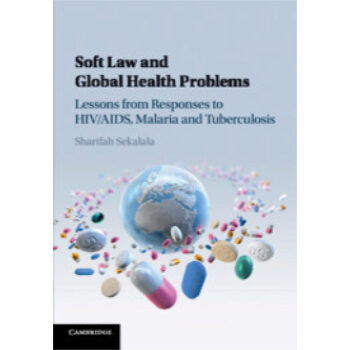 Soft Law and
Global Health Problems
Lessons from Responses to
HIV/AIDS, Malaria and Tuberculosis
Sharifah Sekalala
CAMBRIDGE